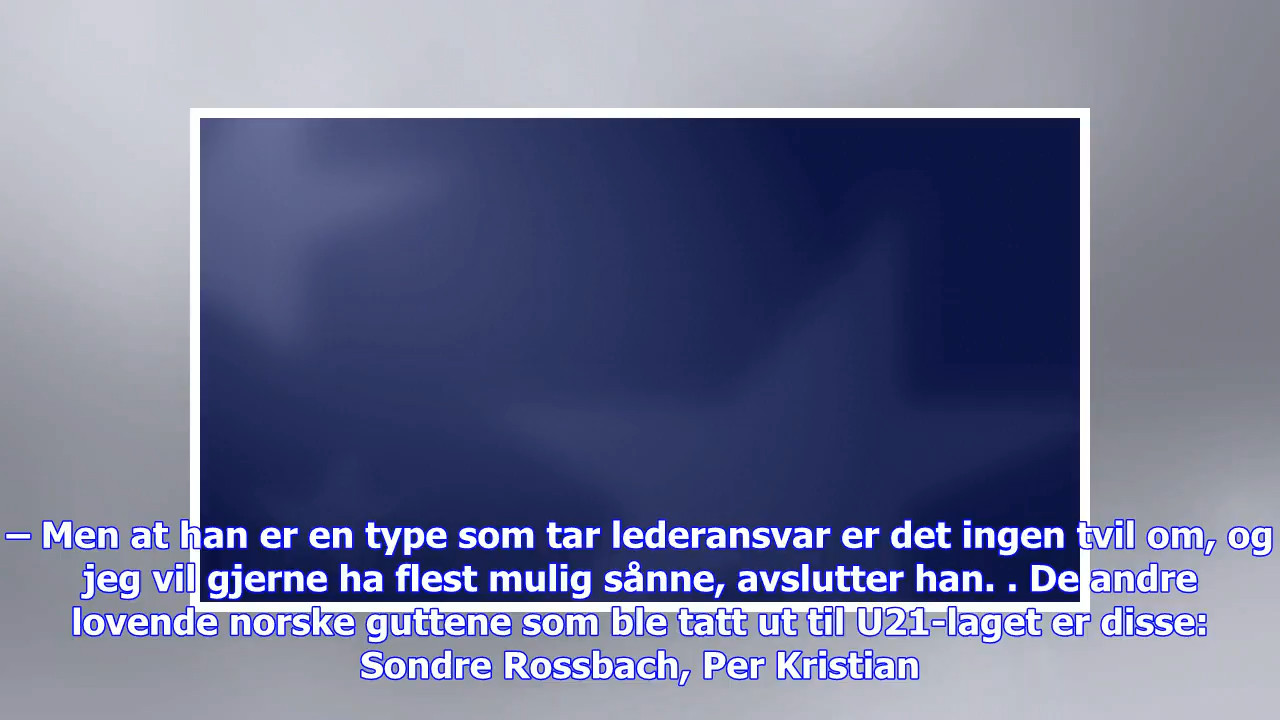 – Men at han er en type som tar lederansvar er det ingen tvil om, og
jeg vil gjerne ha flest mulig sånne, avslutter han. . De andre
lovende norske guttene som ble tatt ut til U21-laget er disse:
Sondre Rossbach, Per Kristian